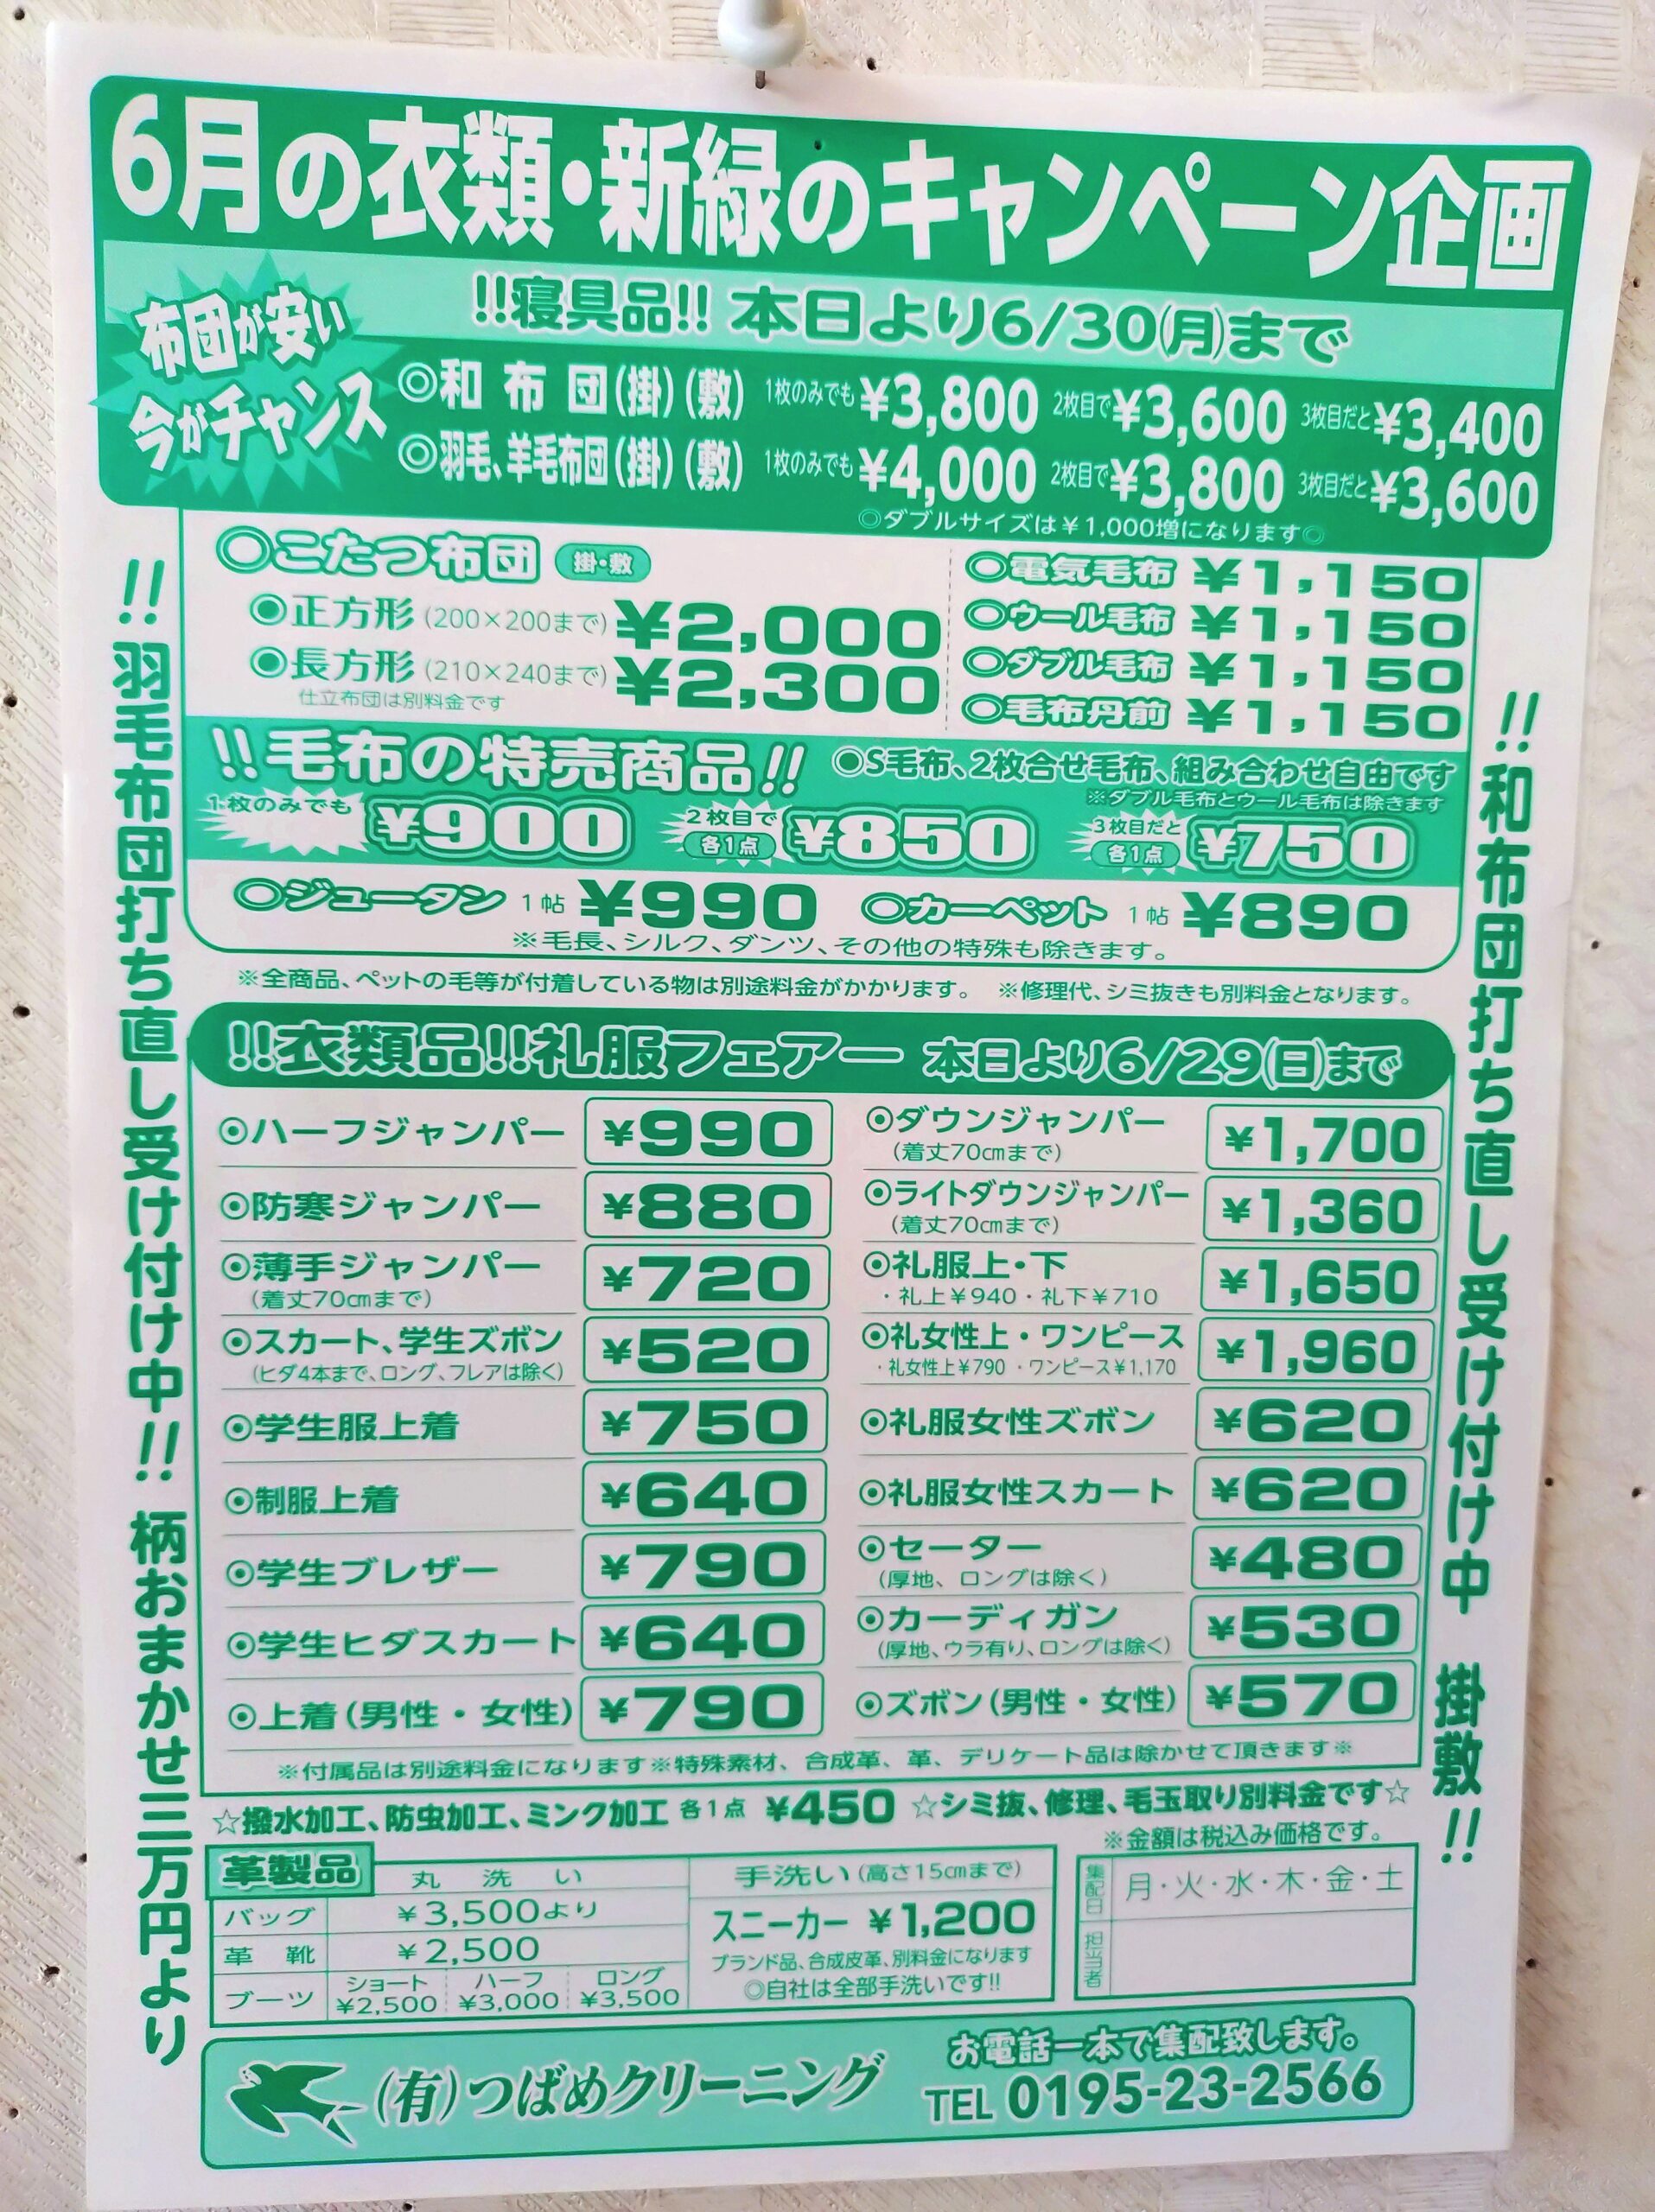 6月の衣類・新緑のキャンペーン企画
!!寝具品!! 本日より6/30(月)まで
布団が安い
今がチャンス
◎和布団(掛)(敷) 1枚のみでも¥3,800 2枚目で¥3,600 3枚目だと¥3,400
◎羽毛、羊毛布団(掛)(敷) 1枚のみでも¥4,000 2枚目で¥3,800 3枚目だと¥3,600
◎ダブルサイズは¥1,000増になります◎
◎こたつ布団 掛・敷
◉正方形(200×200まで)¥2,000
◉長方形(210×240まで)¥2,300
仕立布団は別料金です
◎電気毛布 ¥1,150
◎ウール毛布 ¥1,150
◎ダブル毛布 ¥1,150
◎毛布丹前 ¥1,150
!!毛布の特売商品!! ◉S毛布、2枚合せ毛布、組み合わせ自由です
※ダブル毛布とウール毛布は除きます
1枚のみでも ¥900 2枚目で 各1点 ¥850 3枚目だと 各1点 ¥750
◎ジュータン 1帖 ¥990 ◎カーペット 1帖 ¥890
※毛長、シルク、ダンツ、その他の特殊も除きます。
※全商品、ペットの毛等が付着している物は別途料金がかかります。 ※修理代、シミ抜きも別料金となります。
!!羽毛布団打ち直し受け付け中!! 柄おまかせ三万円より
!!和布団打ち直し受け付け中 掛敷!!
!!衣類品!!礼服フェアー 本日より6/29(日)まで
⊙ハーフジャンパー ¥990
⊙防寒ジャンパー ¥880
⊙薄手ジャンパー ¥720
(着丈70cmまで)
⊙スカート、学生ズボン ¥520
(ヒダ4本まで、ロング、フレアは除く)
⊙学生服上着 ¥750
⊙制服上着 ¥640
⊙学生ブレザー ¥790
⊙学生ヒダスカート ¥640
⊙上着(男性・女性) ¥790
⊙ダウンジャンパー ¥1,700
(着丈70cmまで)
⊙ライトダウンジャンパー ¥1,360
(着丈70cmまで)
⊙礼服上・下 ¥1,650
・礼上¥940・礼下¥710
⊙礼女性上・ワンピース ¥1,960
・礼女性上¥790 ・ワンピース¥1,170
⊙礼服女性ズボン ¥620
⊙礼服女性スカート ¥620
⊙セーター ¥480
(厚地、ロングは除く)
⊙カーディガン ¥530
(厚地、ウラ有り、ロングは除く)
⊙ズボン(男性・女性) ¥570
※付属品は別途料金になります※特殊素材、合成革、革、デリケート品は除かせて頂きます※
☆撥水加工、防虫加工、ミンク加工 各1点 ¥450 ☆シミ抜、修理、毛玉取り別料金です☆
※金額は税込み価格です。
革製品 丸洗い
バッグ ¥3,500より
革靴 ¥2,500
ブーツ ショート ハーフ ロング
¥2,500 ¥3,000 ¥3,500
手洗い(高さ15cmまで)
スニーカー ¥1,200
ブランド品、合成皮革、別料金になります
◎自社は全部手洗いです!!
集配日 月・火・水・木・金・土
担当者
(有)つばめクリーニング
お電話一本で集配致します。
TEL 0195-23-2566